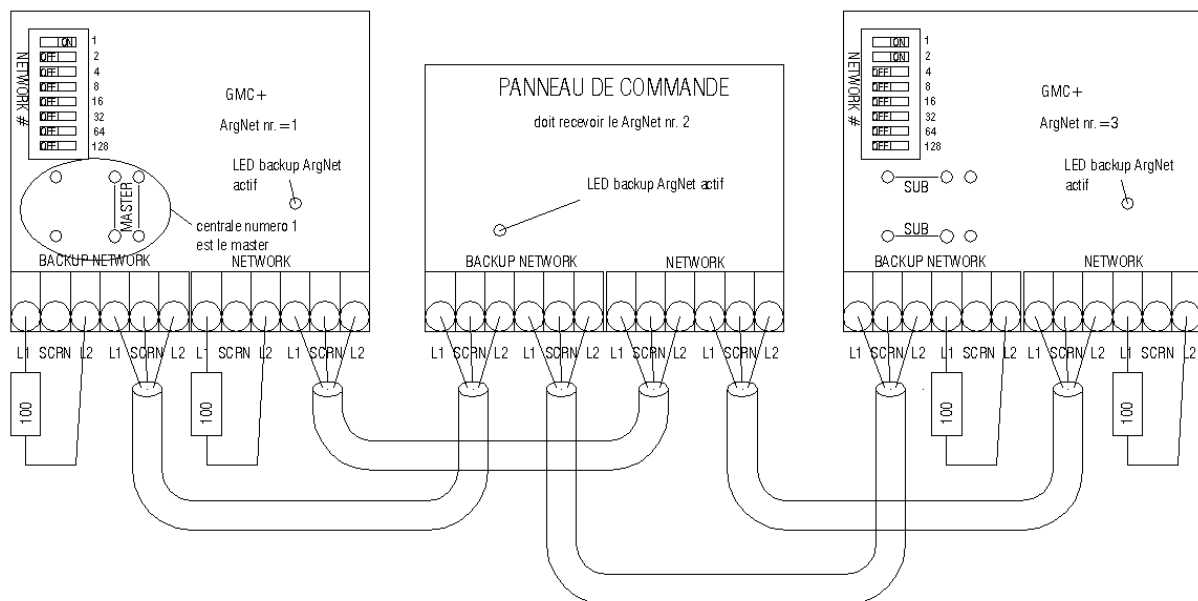 NETWORK #
ON 1
OFF 2
OFF 4
OFF 8
OFF 16
OFF 32
OFF 64
OFF 128
GMC+
ArgNet nr. =1
LED backup ArgNet
actif
MASTER
centrale numero 1
est le master
BACKUP NETWORK
NETWORK
L1 SCRN L2 L1 SCRN L2 L1 SCRN L2 L1 SCRN L2
100
100
PANNEAU DE COMMANDE
doit recevoir le ArgNet nr. 2
LED backup ArgNet actif
BACKUP NETWORK
NETWORK
L1 SCRN L2 L1 SCRN L2 L1 SCRN L2 L1 SCRN L2
NETWORK #
ON 1
ON 2
OFF 4
OFF 8
OFF 16
OFF 32
OFF 64
OFF 128
GMC+
ArgNet nr. =3
LED backup ArgNet
actif
SUB
SUB
BACKUP NETWORK
NETWORK
L1 SCRN L2 L1 SCRN L2 L1 SCRN L2 L1 SCRN L2
100
100